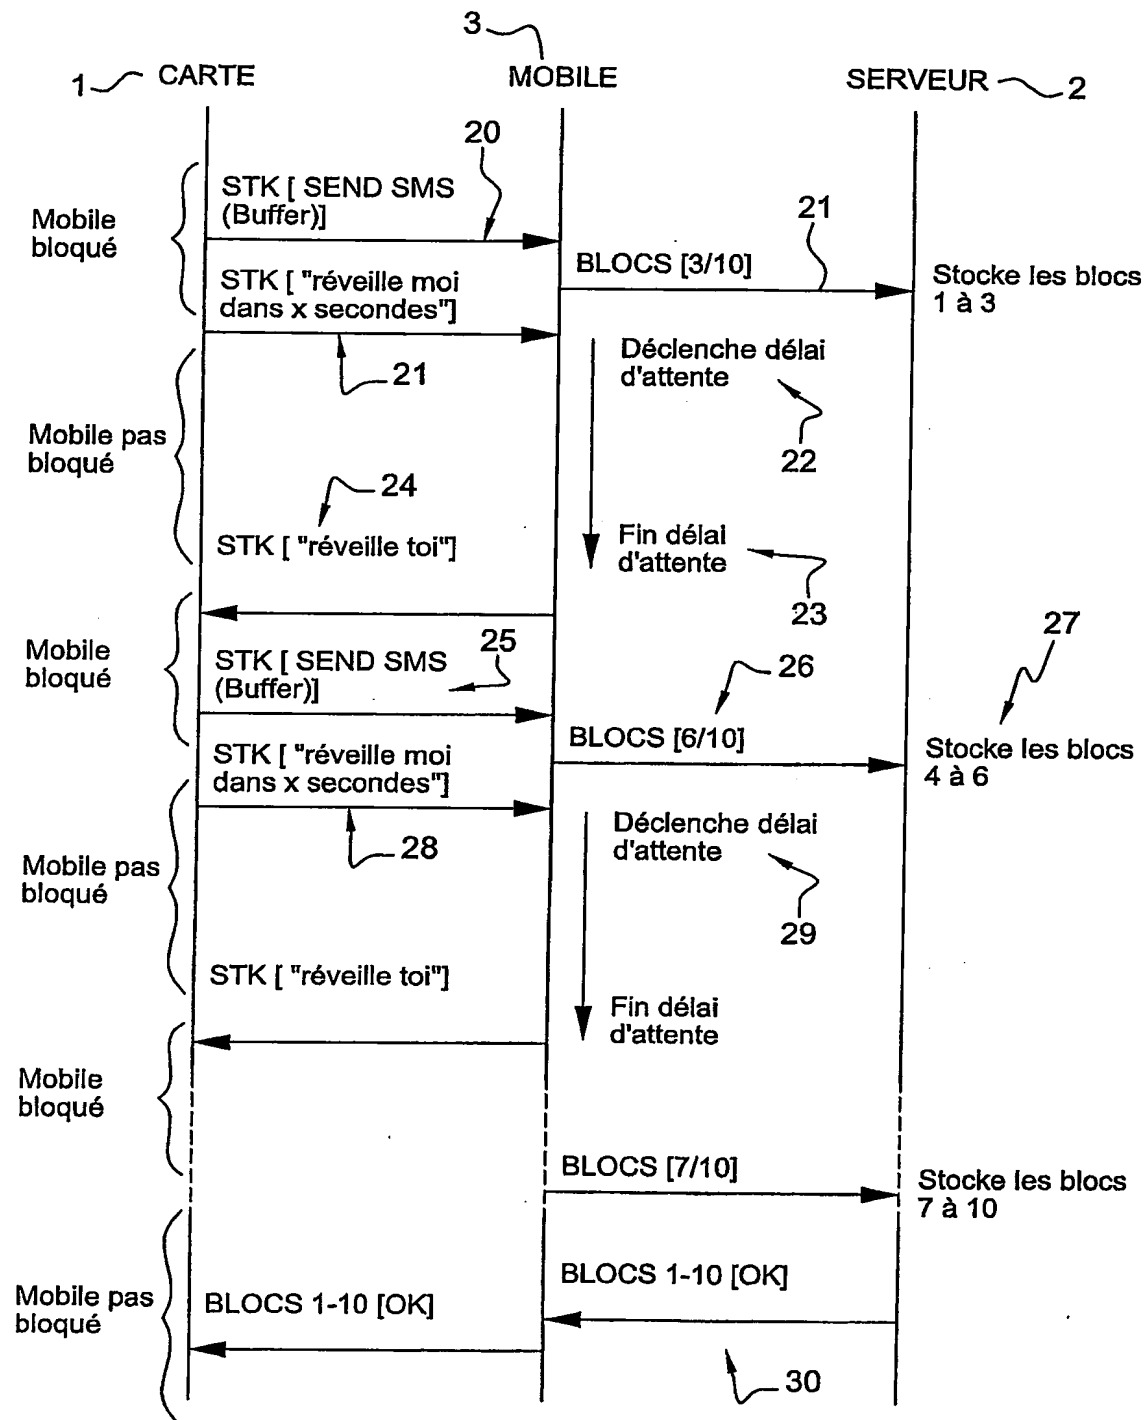 3
1 CARTE MOBILE SERVEUR 2
20
STK [ SEND SMS
(Buffer)]
Mobile
bloqué
21
BLOCS [3/10]
Stocke les blocs
1 à 3
STK [ "réveille moi
dans x secondes"]
21
Déclenche délai
d'attente
22
Mobile pas
bloqué
24
STK [ "réveille toi"]
Fin délai
d'attente
23
27
Mobile
bloqué
25
STK [ SEND SMS
(Buffer)]
26
BLOCS [6/10]
Stocke les blocs
4 à 6
STK [ "réveille moi
dans x secondes"]
28
Déclenche délai
d'attente
29
Mobile pas
bloqué
STK [ "réveille toi"]
Fin délai
d'attente
Mobile
bloqué
BLOCS [7/10]
Stocke les blocs
7 à 10
BLOCS 1-10 [OK]
Mobile pas
bloqué
BLOCS 1-10 [OK]
30